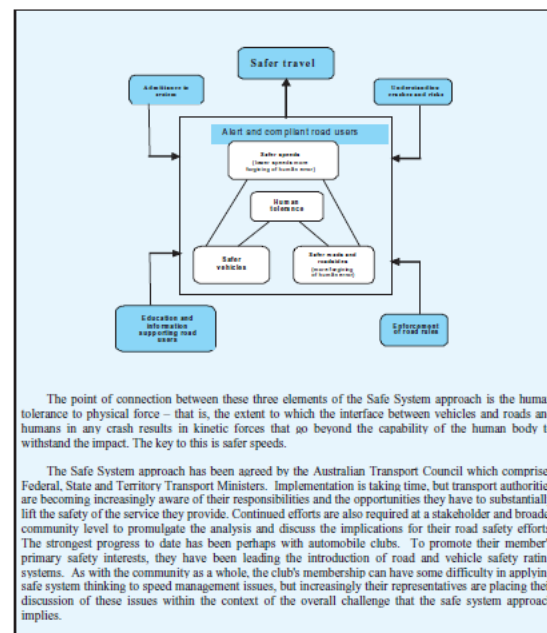 Safer travel
Admittance to
system
Understanding
crashes and risks
Alert and compliant road users
Safer speeds
(lower speeds more
forgiving of human error)
Human
tolerance
Safer
vehicles
Safer roads and
roadsides
(more forgiving
of human error)
Education and
information
supporting road
users
Enforcement
of road rules
The point of connection between these three elements of the Safe System approach is the huma
tolerance to physical force – that is, the extent to which the interface between vehicles and roads an
humans in any crash results in kinetic forces that go beyond the capability of the human body t
withstand the impact. The key to this is safer speeds.
The Safe System approach has been agreed by the Australian Transport Council which comprise
Federal, State and Territory Transport Ministers. Implementation is taking time, but transport authoritie
are becoming increasingly aware of their responsibilities and the opportunities they have to substantiall
lift the safety of the service they provide. Continued efforts are also required at a stakeholder and broade
community level to promulgate the analysis and discuss the implications for their road safety effort
The strongest progress to date has been perhaps with automobile clubs. To promote their member'
primary safety interests, they have been leading the introduction of road and vehicle safety ratin
systems. As with the community as a whole, the club's membership can have some difficulty in applyin
safe system thinking to speed management issues, but increasingly their representatives are placing thei
discussion of these issues within the context of the overall challenge that the safe system approac
implies.